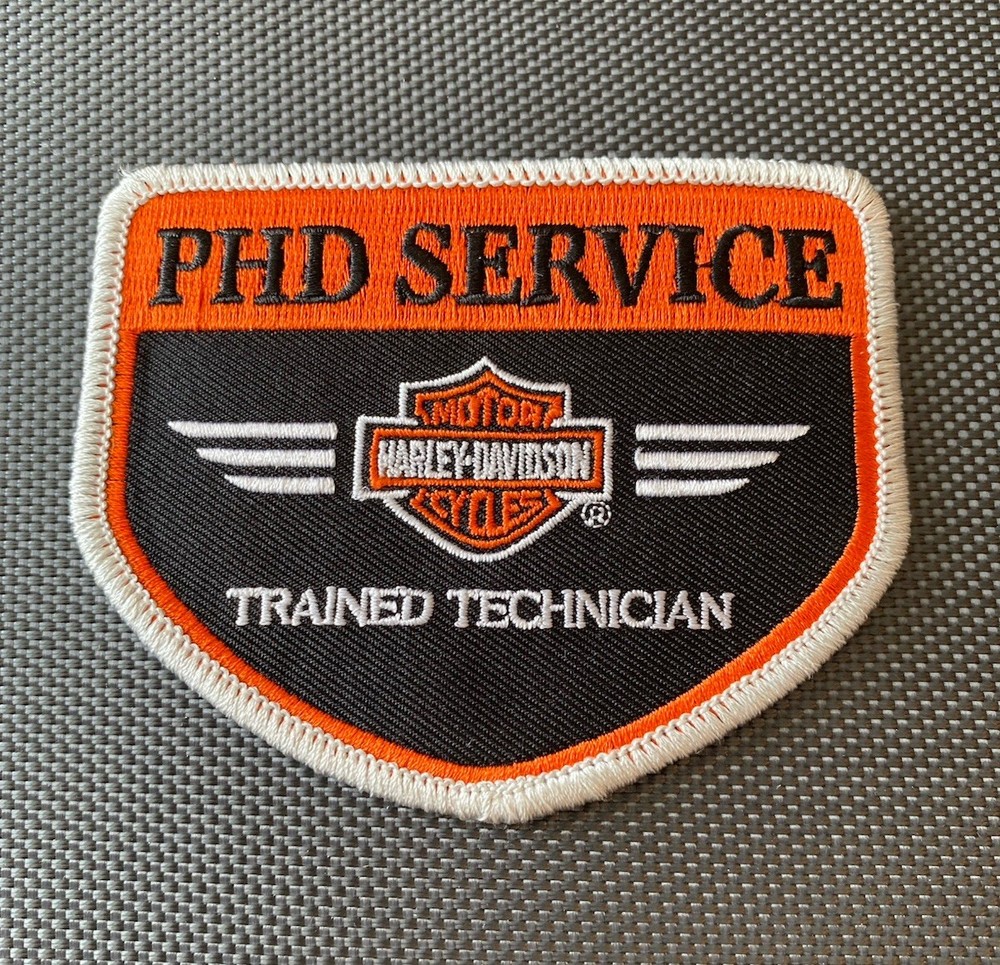 PHD SERVICE
MOTOR
HARLEY-DAVIDSON
CYCLES
®
TRAINED TECHNICIAN